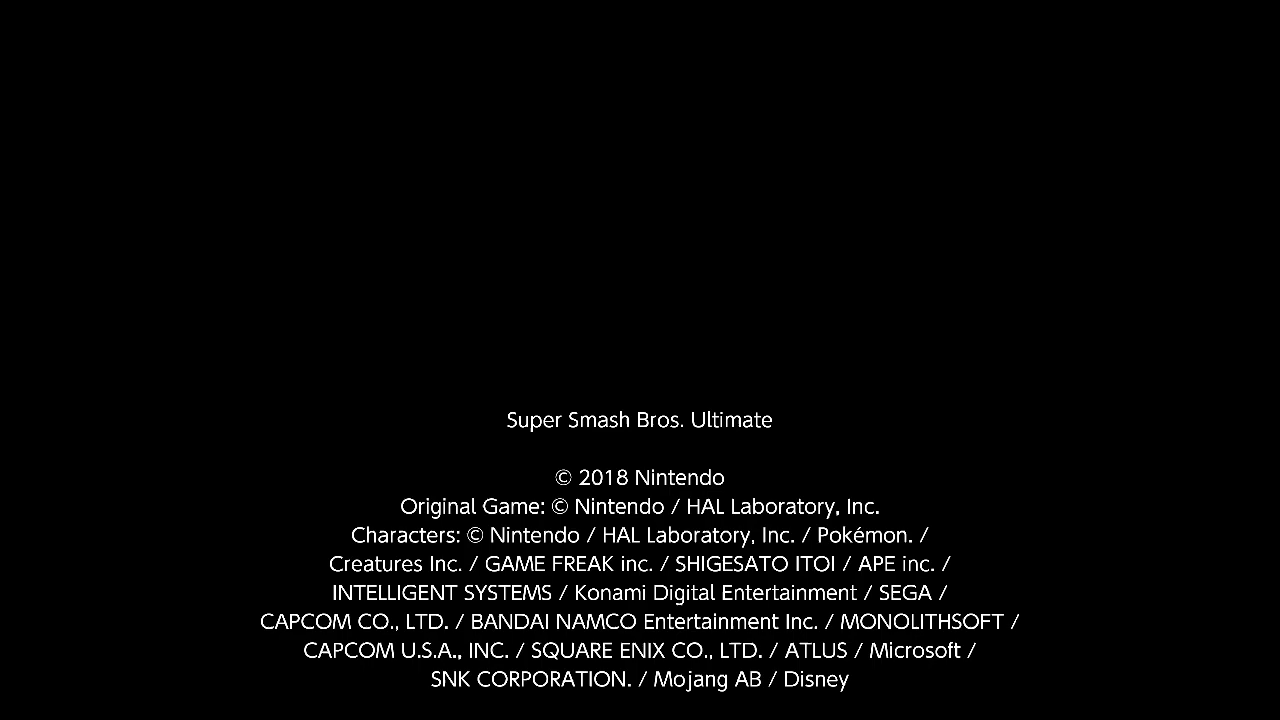 Super Smash Bros. Ultimate
© 2018 Nintendo
Original Game: © Nintendo / HAL Laboratory, Inc.
Characters: © Nintendo / HAL Laboratory, Inc. / Pokémon. /
Creatures Inc. / GAME FREAK inc. / SHIGESATO ITOI / APE inc. /
INTELLIGENT SYSTEMS / Konami Digital Entertainment / SEGA /
CAPCOM CO., LTD. / BANDAI NAMCO Entertainment Inc. / MONOLITHSOFT /
CAPCOM U.S.A., INC. / SQUARE ENIX CO., LTD. / ATLUS / Microsoft /
SNK CORPORATION. / Mojang AB / Disney